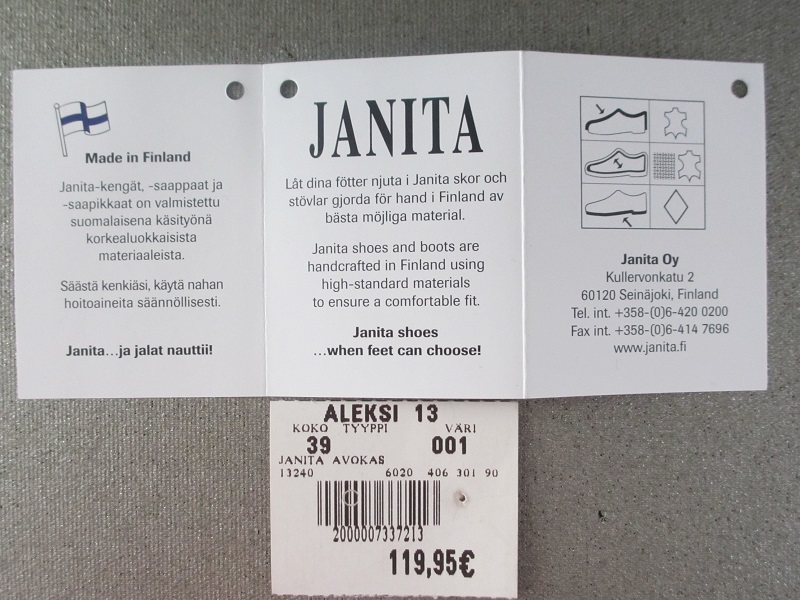 Made in Finland
Janita-kengät, -saappaat ja
-saapikkaat on valmistettu
suomalaisena käsityönä
korkealuokkaisista
materiaaleista.
Säästä kenkiäsi, käytä nahan
hoitoaineita säännöllisesti.
Janita...ja jalat nauttii!
JANITA
Låt dina fötter njuta i Janita skor och
stövlar gjorda för hand i Finland av
bästa möjliga material.
Janita shoes and boots are
handcrafted in Finland using
high-standard materials
to ensure a comfortable fit.
Janita shoes
...when feet can choose!
Janita Oy
Kullervonkatu 2
60120 Seinäjoki, Finland
Tel. int. +358-(0)6-420 0200
Fax int. +358-(0)6-414 7696
www.janita.fi
ALEKSI 13
KOKO TYYPPI VÄRI
39 001
JANITA AVOKAS
13240 6020 406 301 90
2000007337213
119,95€